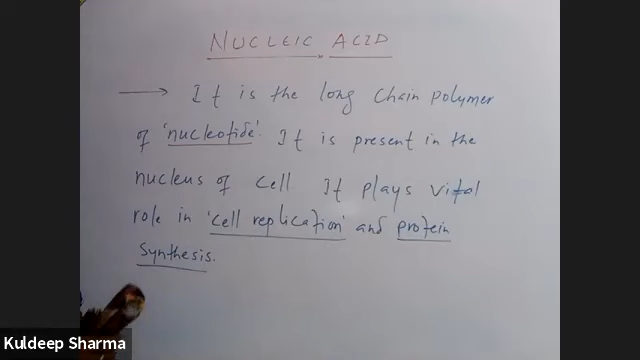 NUCLEIC ACID
→ It is the long chain polymer
of 'nucleotide'. It is present in the
nucleus of cell It plays vital
role in 'cell replication' and protein
synthesis.
Kuldeep Sharma